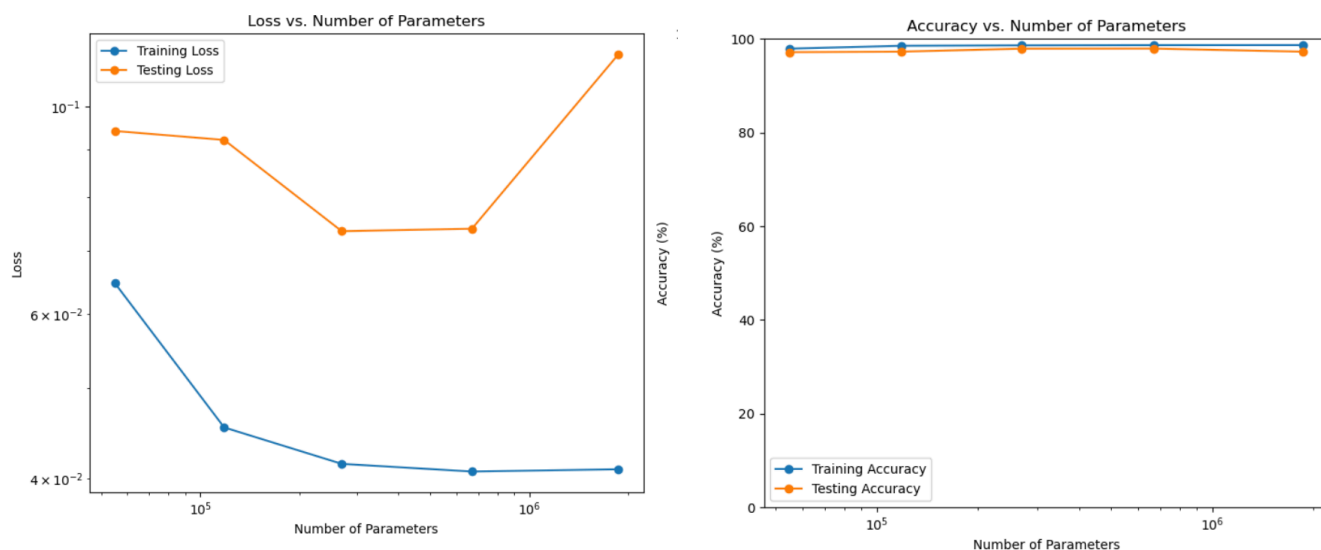 Loss vs. Number of Parameters
Training Loss
Testing Loss
10⁻¹
6 × 10⁻²
4 × 10⁻²
Loss
10⁵
10⁶
Number of Parameters
Accuracy (%)
Accuracy vs. Number of Parameters
100
80
60
40
20
0
Accuracy (%)
Training Accuracy
Testing Accuracy
10⁵
10⁶
Number of Parameters